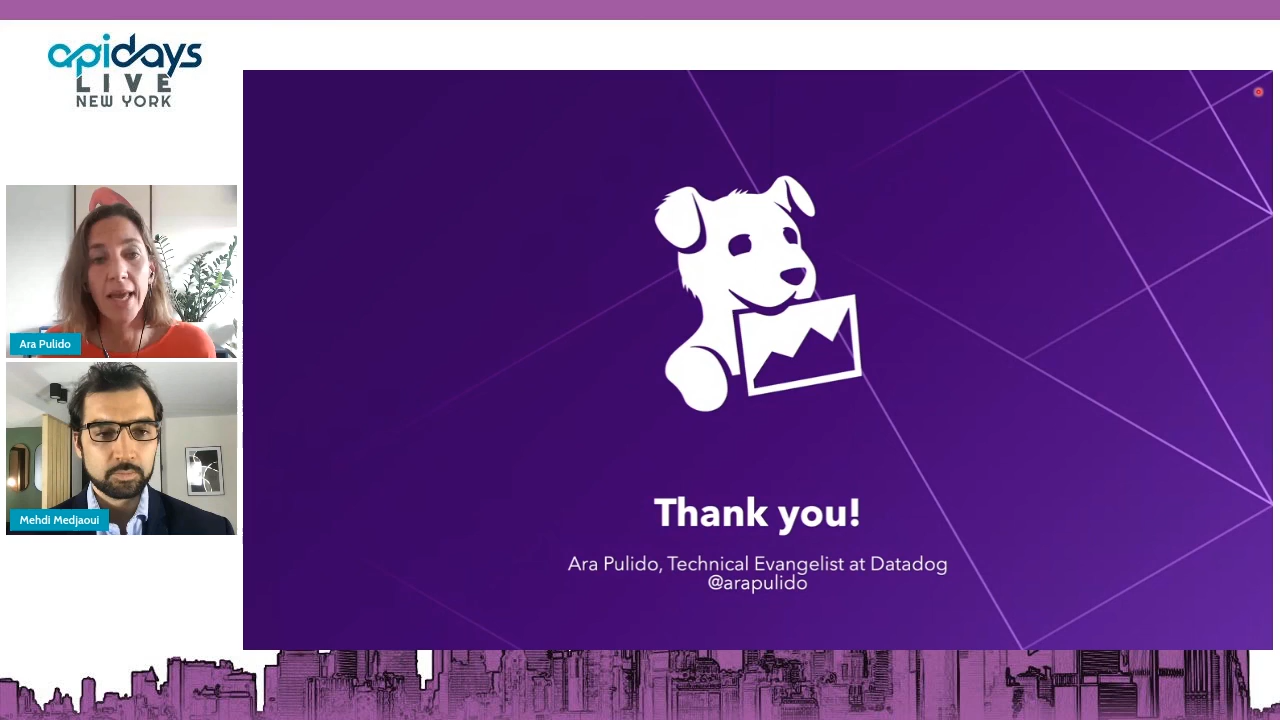 apidays
LIVE
NEW YORK
Ara Pulido
Mehdi Medjaoui
Thank you!
Ara Pulido, Technical Evangelist at Datadog
@arapulido